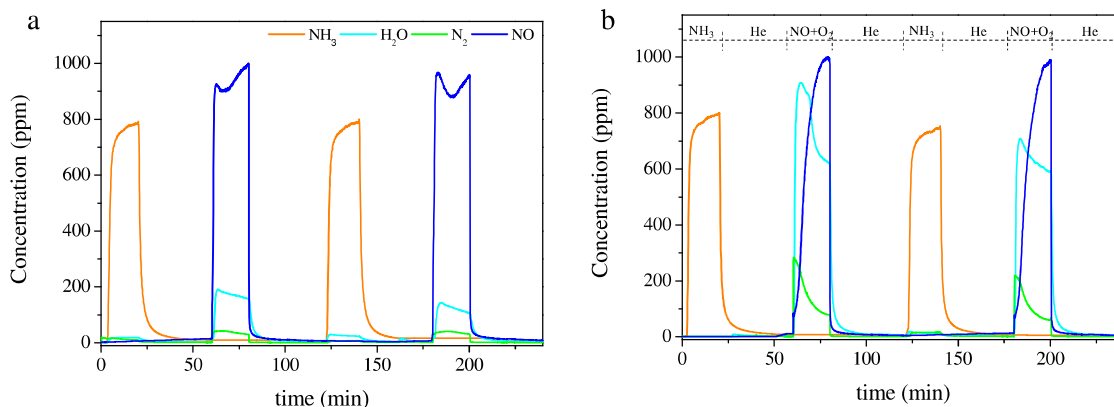 a
NH₃ H₂O N₂ NO
1000
800
600
400
200
0
0 50 100 150 200
Concentration (ppm)
time (min)
b
NH₃ He NO+O₂ He NH₃ He NO+O₂ He
1000
800
600
400
200
0
0 50 100 150 200
Concentration (ppm)
time (min)